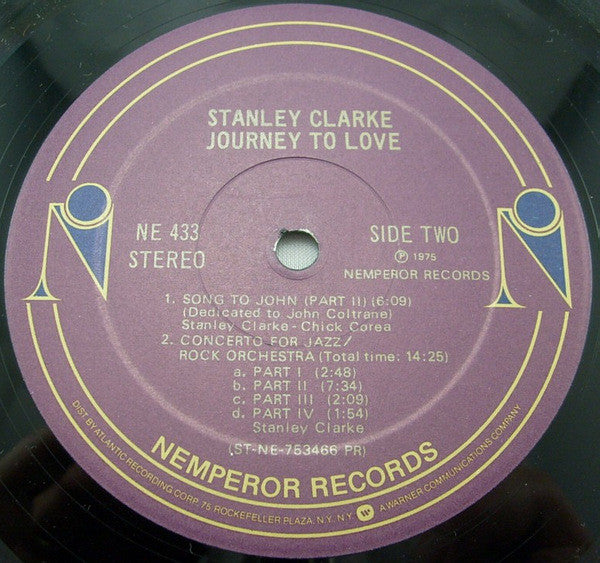 STANLEY CLARKE
JOURNEY TO LOVE
NE 433
STEREO
SIDE TWO
Ⓟ 1975
NEMPEROR RECORDS
1. SONG TO JOHN (PART II) (6:09)
(Dedicated to John Coltrane)
Stanley Clarke-Chick Corea
2. CONCERTO FOR JAZZ/
ROCK ORCHESTRA (Total time: 14:25)
a. PART I (2:48)
b. PART II (7:34)
c. PART III (2:09)
d. PART IV (1:54)
Stanley Clarke
(ST-NE-753466 PR)
NEMPEROR RECORDS
DIST. BY ATLANTIC RECORDING CORP. 75 ROCKEFELLER PLAZA, N.Y. N.Y. A WARNER COMMUNICATIONS COMPANY